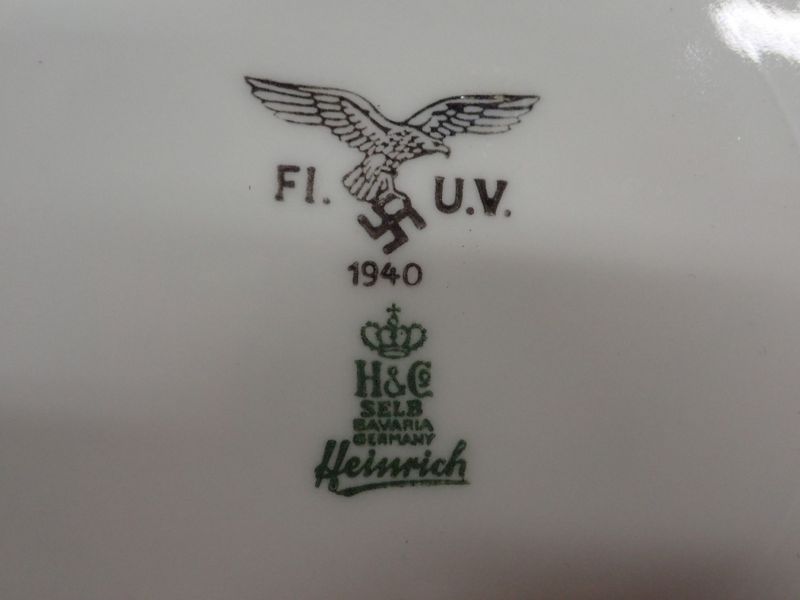 Fl. U.V.
1940
H&Co
SELB
BAVARIA
GERMANY
Heinrich